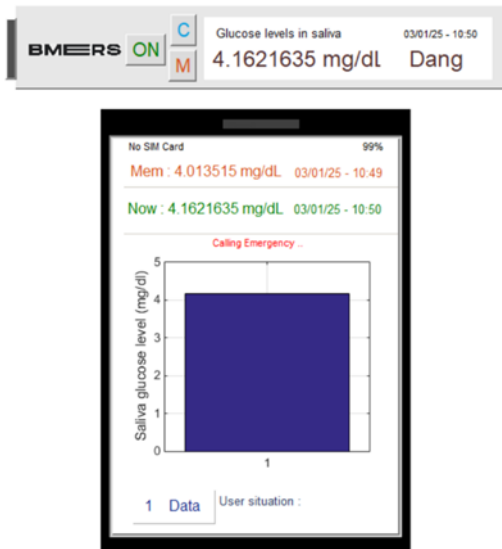 BMERS ON C M
Glucose levels in saliva 03/01/25 - 10:50
4.1621635 mg/dL Dang
No SIM Card 99%
Mem : 4.013515 mg/dL 03/01/25 - 10:49
Now : 4.1621635 mg/dL 03/01/25 - 10:50
Calling Emergency ..
Saliva glucose level (mg/dl)
5
4
3
2
1
0
1
1 Data User situation :